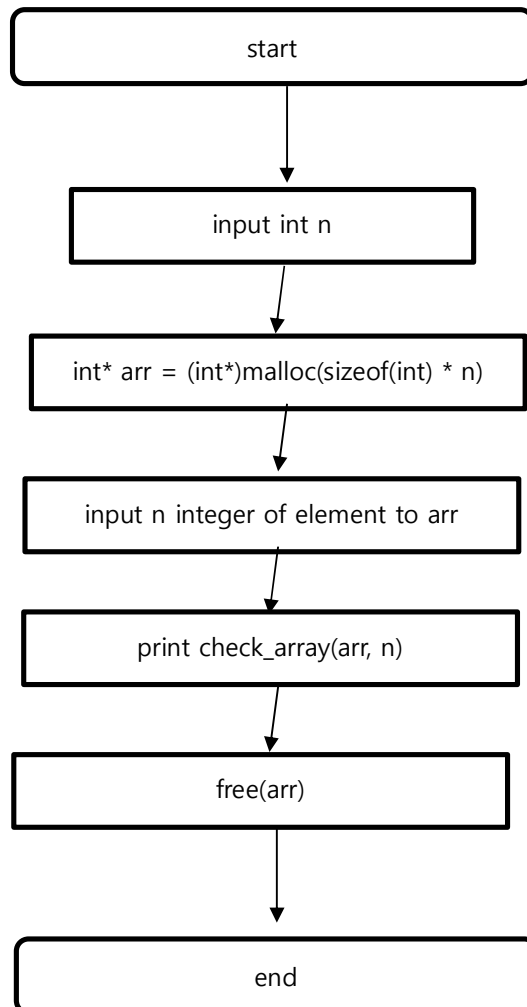 start
input int n
int* arr = (int*)malloc(sizeof(int) * n)
input n integer of element to arr
print check_array(arr, n)
free(arr)
end